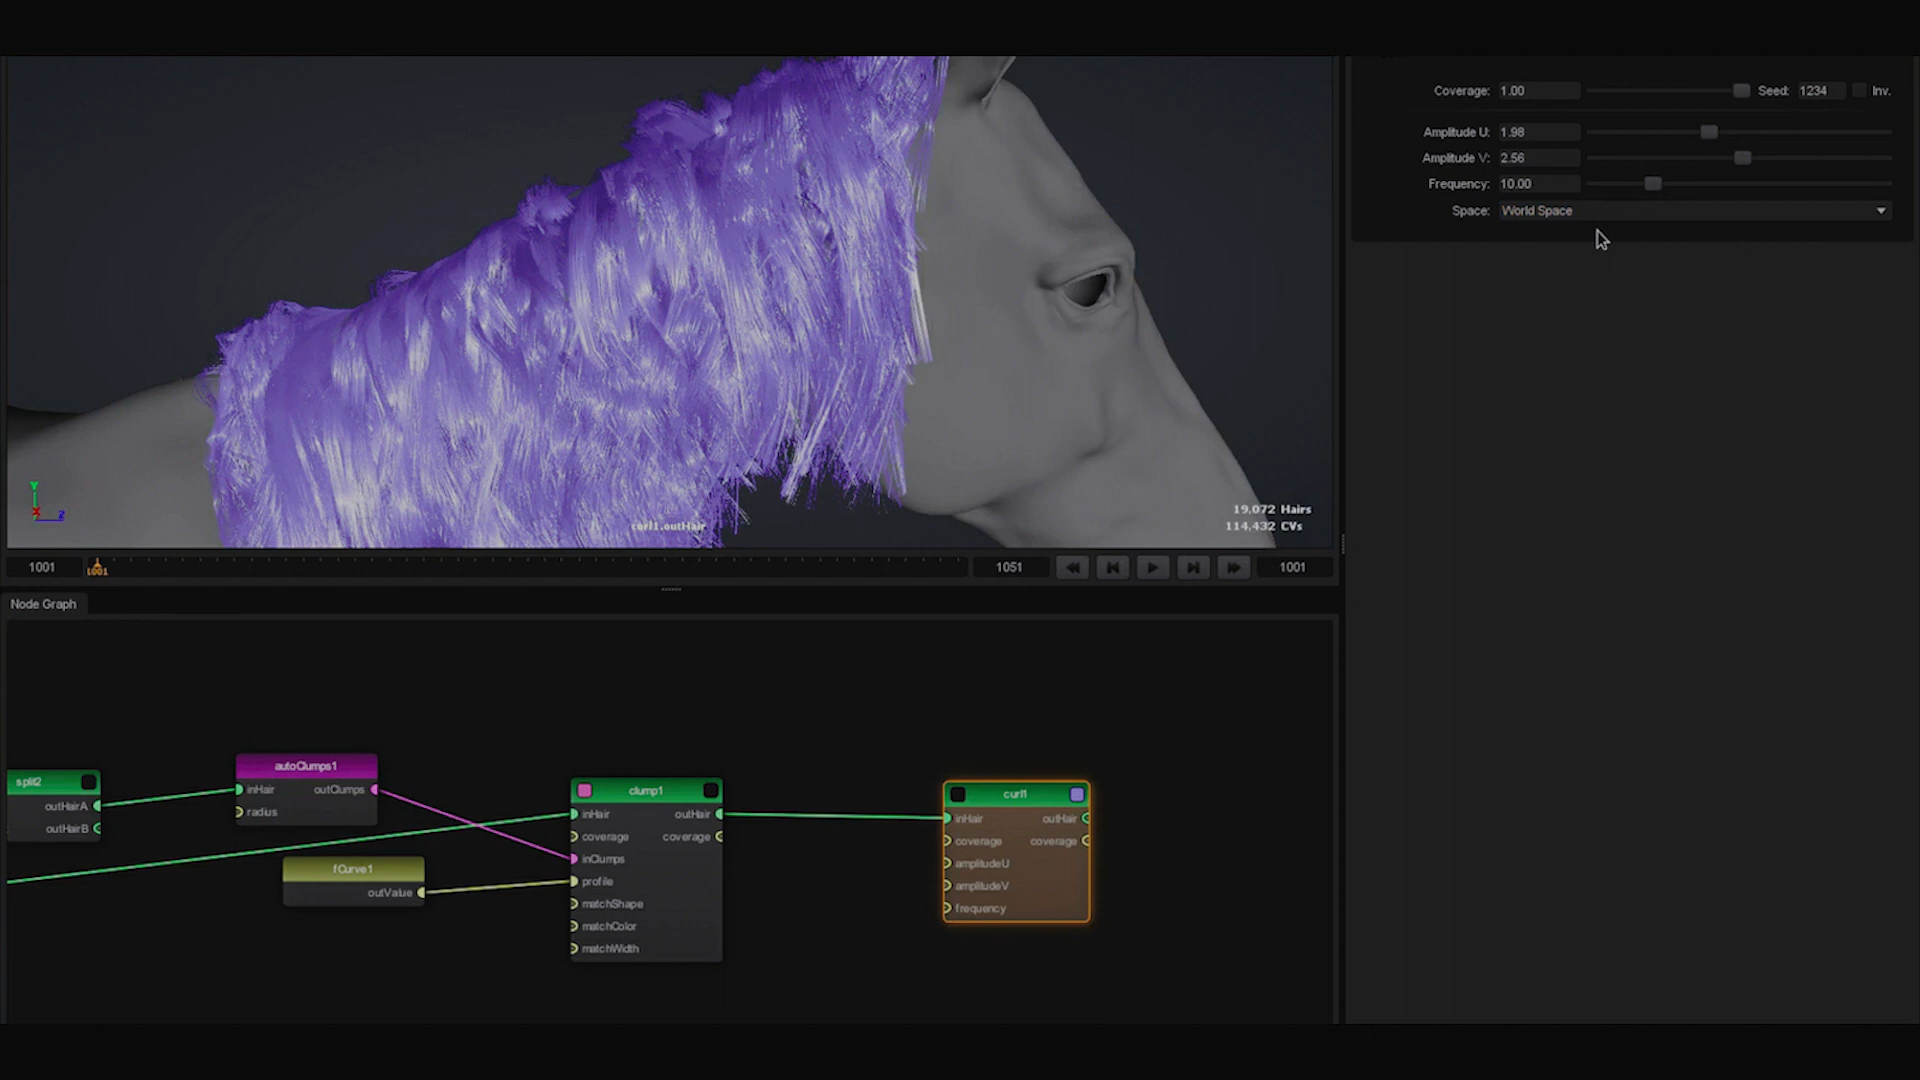 Coverage: 1.00 Seed: 1234 Inv.
Amplitude U: 1.98
Amplitude V: 2.56
Frequency: 10.00
Space: World Space
Y
X
Z
curl1.outHair
19,072 Hairs
114,432 CVs
1001 1001 1051 1001
Node Graph
split2
outHairA
outHairB
autoClumps1
inHair outClumps
radius
fCurve1
outValue
clump1
inHair outHair
coverage coverage
inClumps
profile
matchShape
matchColor
matchWidth
curl1
inHair outHair
coverage coverage
amplitudeU
amplitudeV
frequency